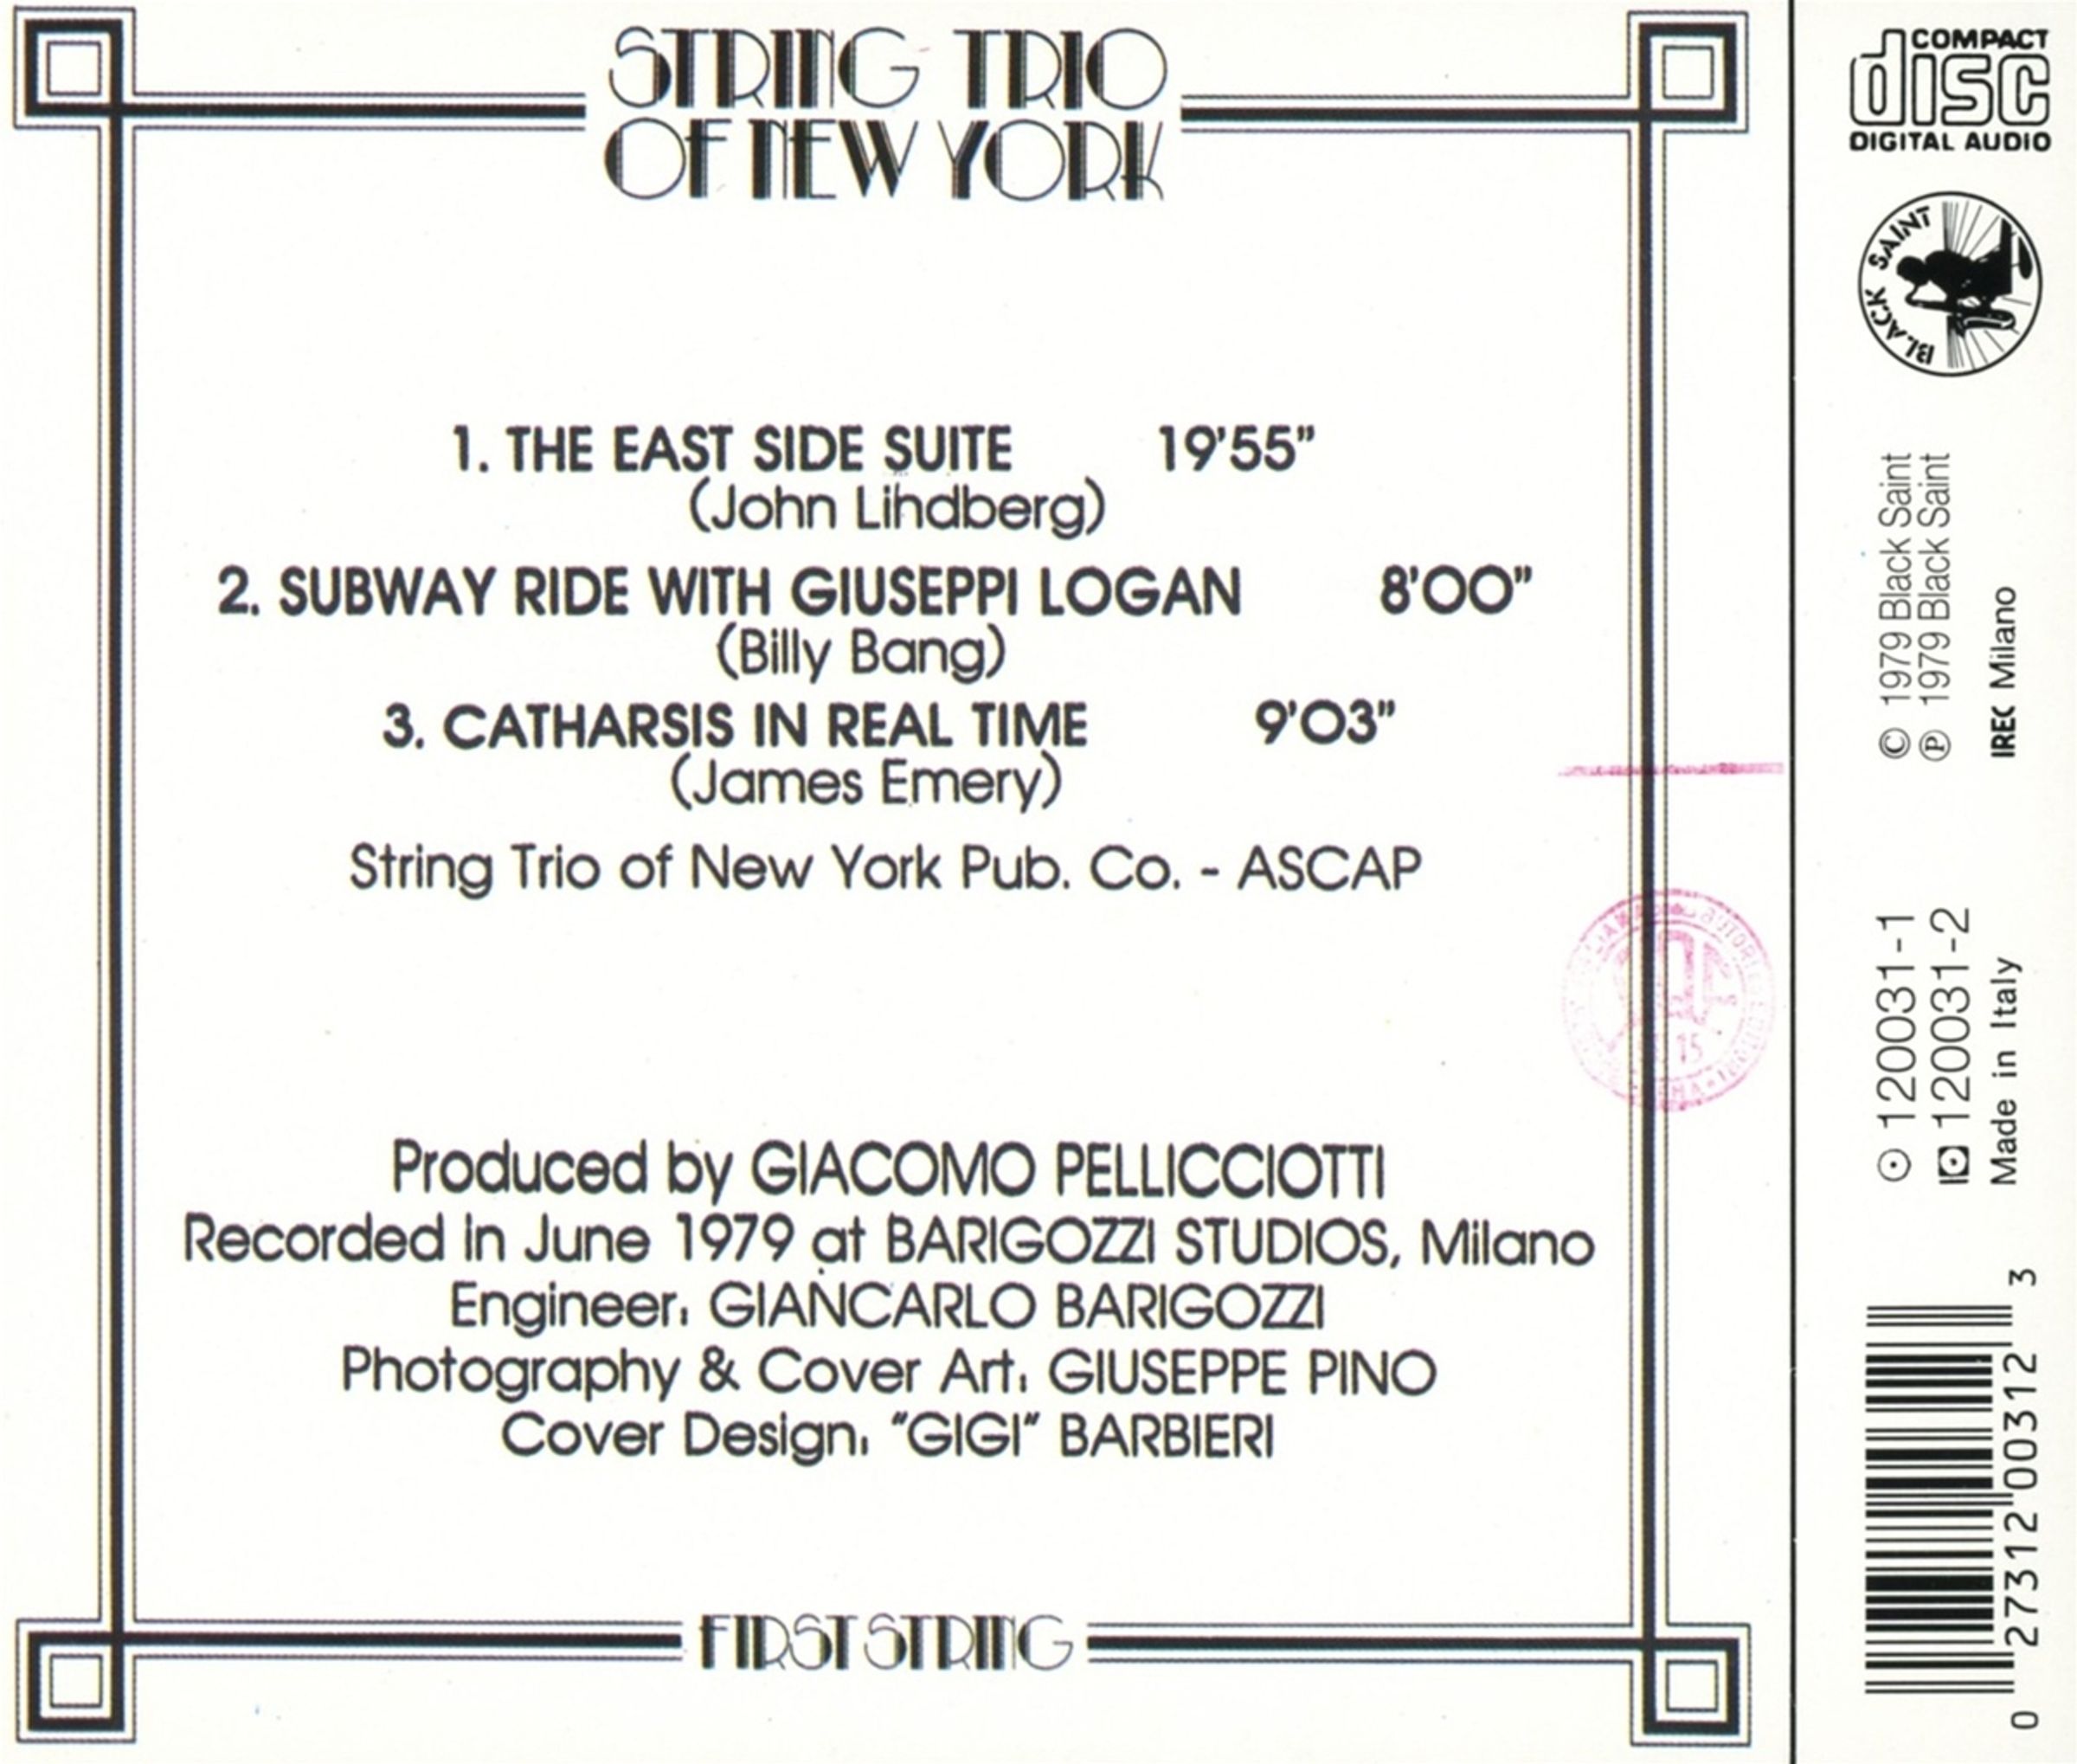 STRING TRIO
OF NEW YORK
1. THE EAST SIDE SUITE 19'55"
(John Lindberg)
2. SUBWAY RIDE WITH GIUSEPPI LOGAN 8'00"
(Billy Bang)
3. CATHARSIS IN REAL TIME 9'03"
(James Emery)
String Trio of New York Pub. Co. - ASCAP
Produced by GIACOMO PELLICCIOTTI
Recorded in June 1979 at BARIGOZZI STUDIOS, Milano
Engineer: GIANCARLO BARIGOZZI
Photography & Cover Art: GIUSEPPE PINO
Cover Design: "GIGI" BARBIERI
FIRST STRING
COMPACT
disc
DIGITAL AUDIO
BLACK SAINT
© 1979 Black Saint
℗ 1979 Black Saint
IREC Milano
120031-1
120031-2
Made in Italy
0 27312 00312 3